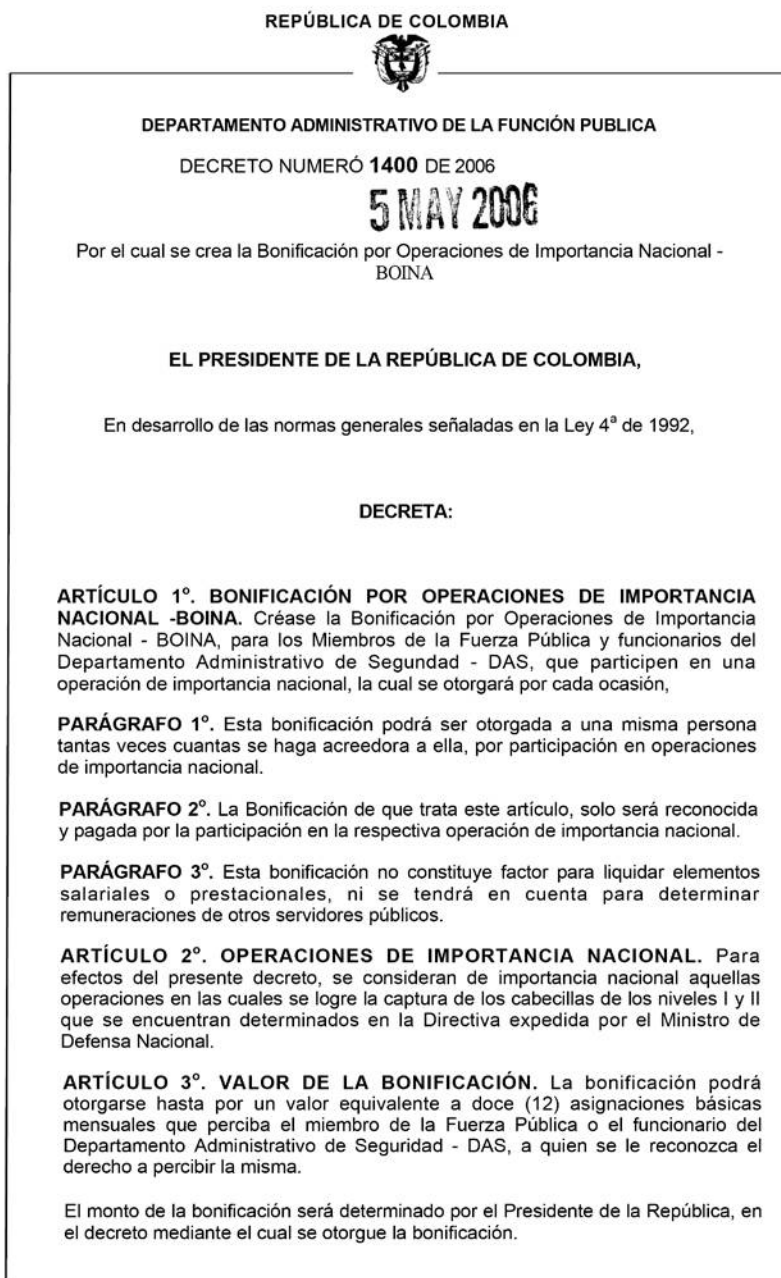 REPÚBLICA DE COLOMBIA
DEPARTAMENTO ADMINISTRATIVO DE LA FUNCIÓN PUBLICA
DECRETO NUMERÓ 1400 DE 2006
5 MAY 2006
Por el cual se crea la Bonificación por Operaciones de Importancia Nacional -
BOINA
EL PRESIDENTE DE LA REPÚBLICA DE COLOMBIA,
En desarrollo de las normas generales señaladas en la Ley 4ª de 1992,
DECRETA:
ARTÍCULO 1º. BONIFICACIÓN POR OPERACIONES DE IMPORTANCIA
NACIONAL -BOINA. Créase la Bonificación por Operaciones de Importancia
Nacional - BOINA, para los Miembros de la Fuerza Pública y funcionarios del
Departamento Administrativo de Segundad - DAS, que participen en una
operación de importancia nacional, la cual se otorgará por cada ocasión,
PARÁGRAFO 1º. Esta bonificación podrá ser otorgada a una misma persona
tantas veces cuantas se haga acreedora a ella, por participación en operaciones
de importancia nacional.
PARÁGRAFO 2º. La Bonificación de que trata este artículo, solo será reconocida
y pagada por la participación en la respectiva operación de importancia nacional.
PARÁGRAFO 3º. Esta bonificación no constituye factor para liquidar elementos
salariales o prestacionales, ni se tendrá en cuenta para determinar
remuneraciones de otros servidores públicos.
ARTÍCULO 2º. OPERACIONES DE IMPORTANCIA NACIONAL. Para
efectos del presente decreto, se consideran de importancia nacional aquellas
operaciones en las cuales se logre la captura de los cabecillas de los niveles I y II
que se encuentran determinados en la Directiva expedida por el Ministro de
Defensa Nacional.
ARTÍCULO 3º. VALOR DE LA BONIFICACIÓN. La bonificación podrá
otorgarse hasta por un valor equivalente a doce (12) asignaciones básicas
mensuales que perciba el miembro de la Fuerza Pública o el funcionario del
Departamento Administrativo de Seguridad - DAS, a quien se le reconozca el
derecho a percibir la misma.
El monto de la bonificación será determinado por el Presidente de la República, en
el decreto mediante el cual se otorgue la bonificación.